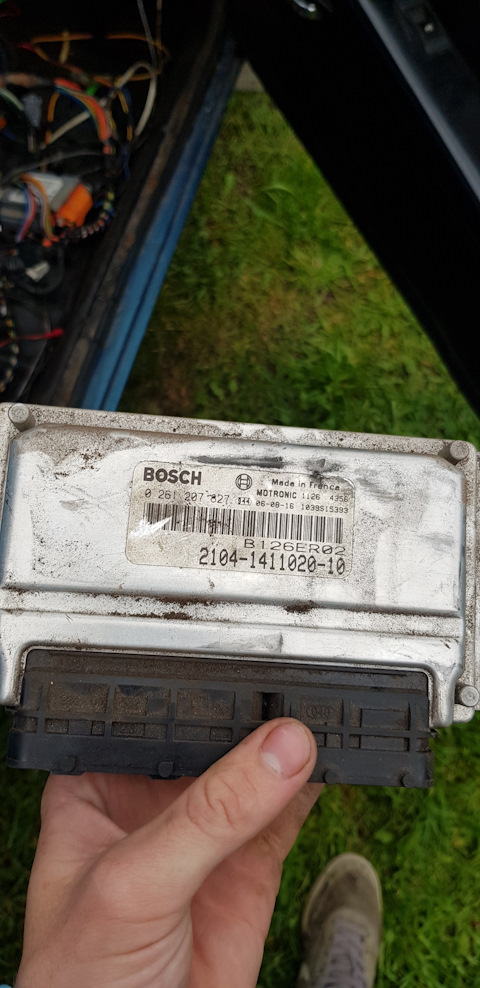 BOSCH Made in France
0 261 207 827 MOTRONIC 1126 4356
06-08-16 1039S15393
B126ER02
2104-1411020-10